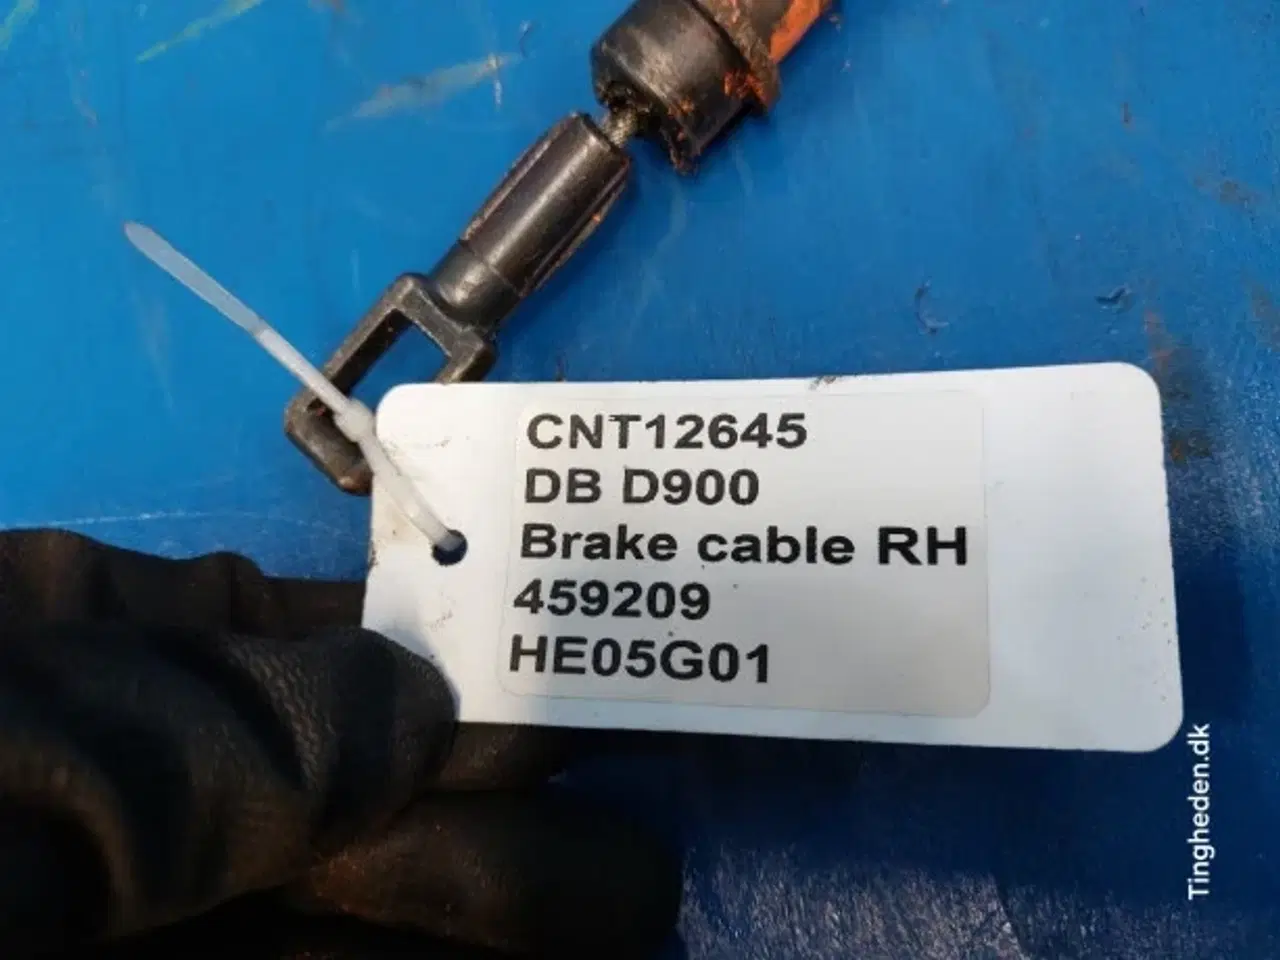 CNT12645
DB D900
Brake cable RH
459209
HE05G01
Tingheden.dk